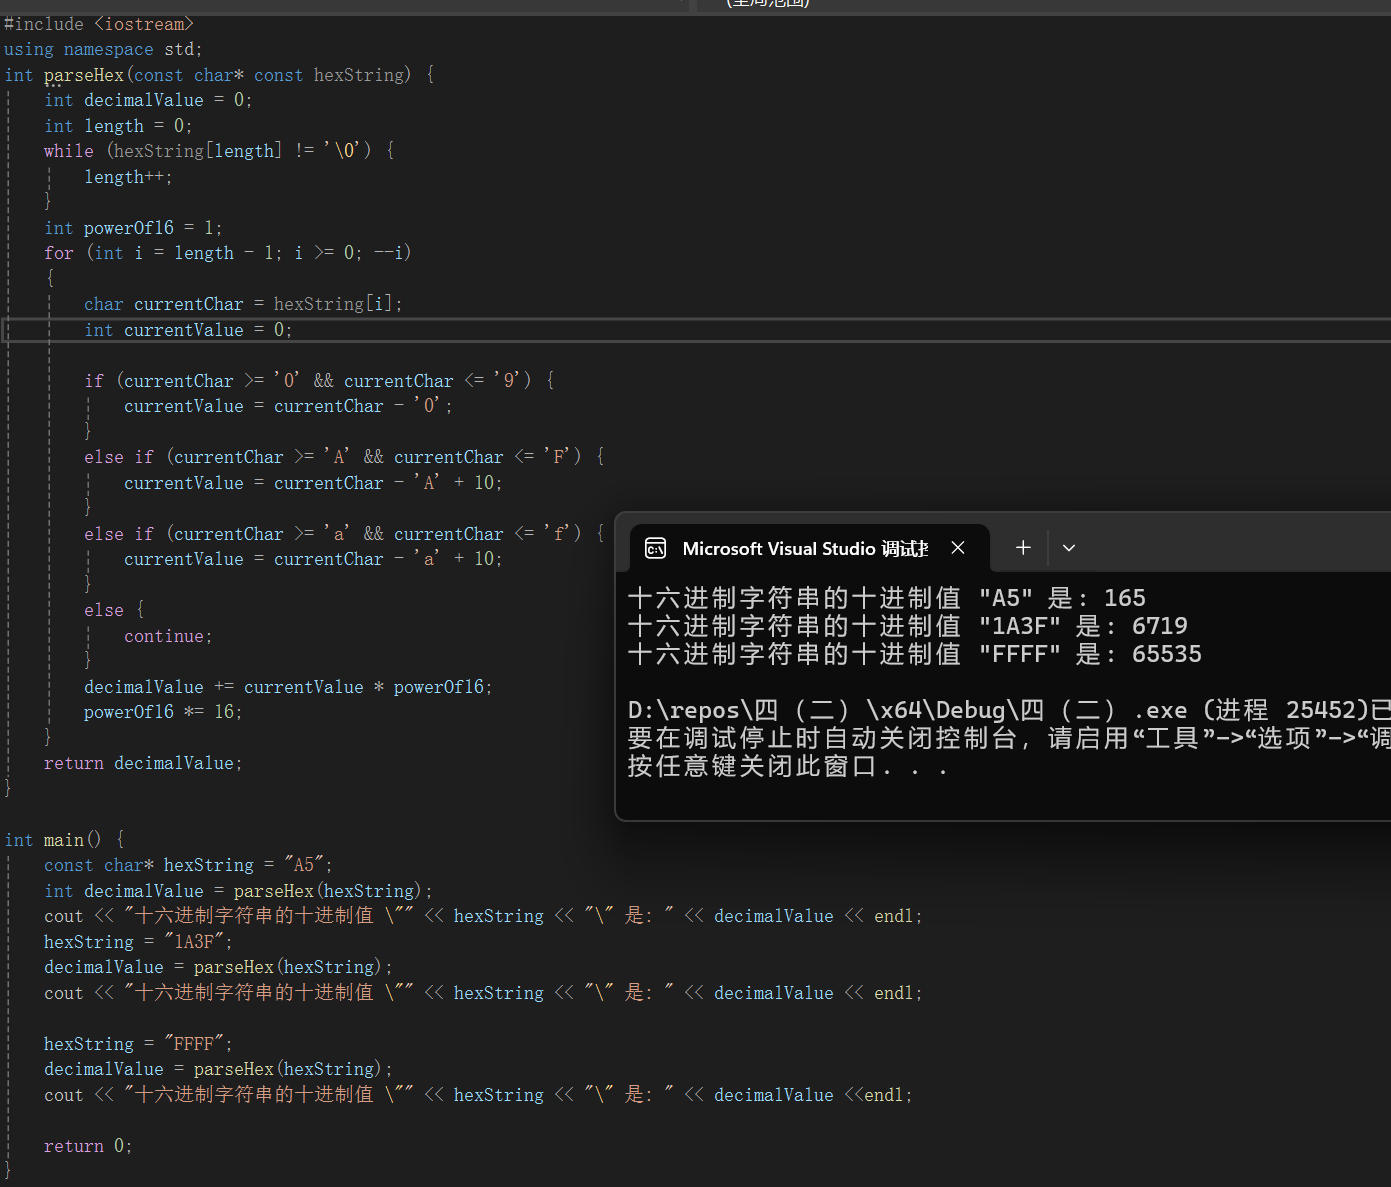 (全局范围)
#include <iostream>
using namespace std;
int parseHex(const char* const hexString) {
    int decimalValue = 0;
    int length = 0;
    while (hexString[length] != '\0') {
        length++;
    }
    int powerOf16 = 1;
    for (int i = length - 1; i >= 0; --i)
    {
        char currentChar = hexString[i];
        int currentValue = 0;

        if (currentChar >= '0' && currentChar <= '9') {
            currentValue = currentChar - '0';
        }
        else if (currentChar >= 'A' && currentChar <= 'F') {
            currentValue = currentChar - 'A' + 10;
        }
        else if (currentChar >= 'a' && currentChar <= 'f') {
            currentValue = currentChar - 'a' + 10;
        }
        else {
            continue;
        }
        decimalValue += currentValue * powerOf16;
        powerOf16 *= 16;
    }
    return decimalValue;
}

int main() {
    const char* hexString = "A5";
    int decimalValue = parseHex(hexString);
    cout << "十六进制字符串的十进制值 \"" << hexString << "\" 是: " << decimalValue << endl;
    hexString = "1A3F";
    decimalValue = parseHex(hexString);
    cout << "十六进制字符串的十进制值 \"" << hexString << "\" 是: " << decimalValue << endl;

    hexString = "FFFF";
    decimalValue = parseHex(hexString);
    cout << "十六进制字符串的十进制值 \"" << hexString << "\" 是: " << decimalValue <<endl;

    return 0;
}
Microsoft Visual Studio 调试
十六进制字符串的十进制值 "A5" 是: 165
十六进制字符串的十进制值 "1A3F" 是: 6719
十六进制字符串的十进制值 "FFFF" 是: 65535

D:\repos\四（二）\x64\Debug\四（二）.exe (进程 25452)已
要在调试停止时自动关闭控制台，请启用“工具”->“选项”->“调
按任意键关闭此窗口. . .